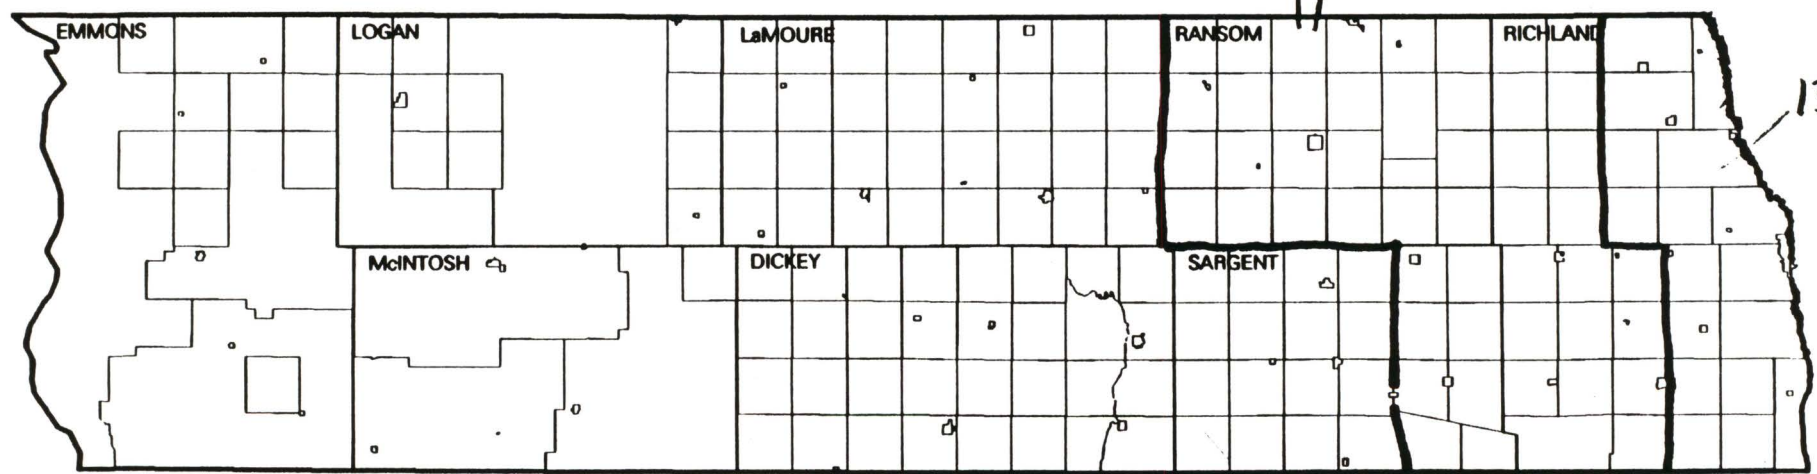 EMMONS LOGAN LaMOURE RANSOM RICHLAND
McINTOSH DICKEY SARGENT